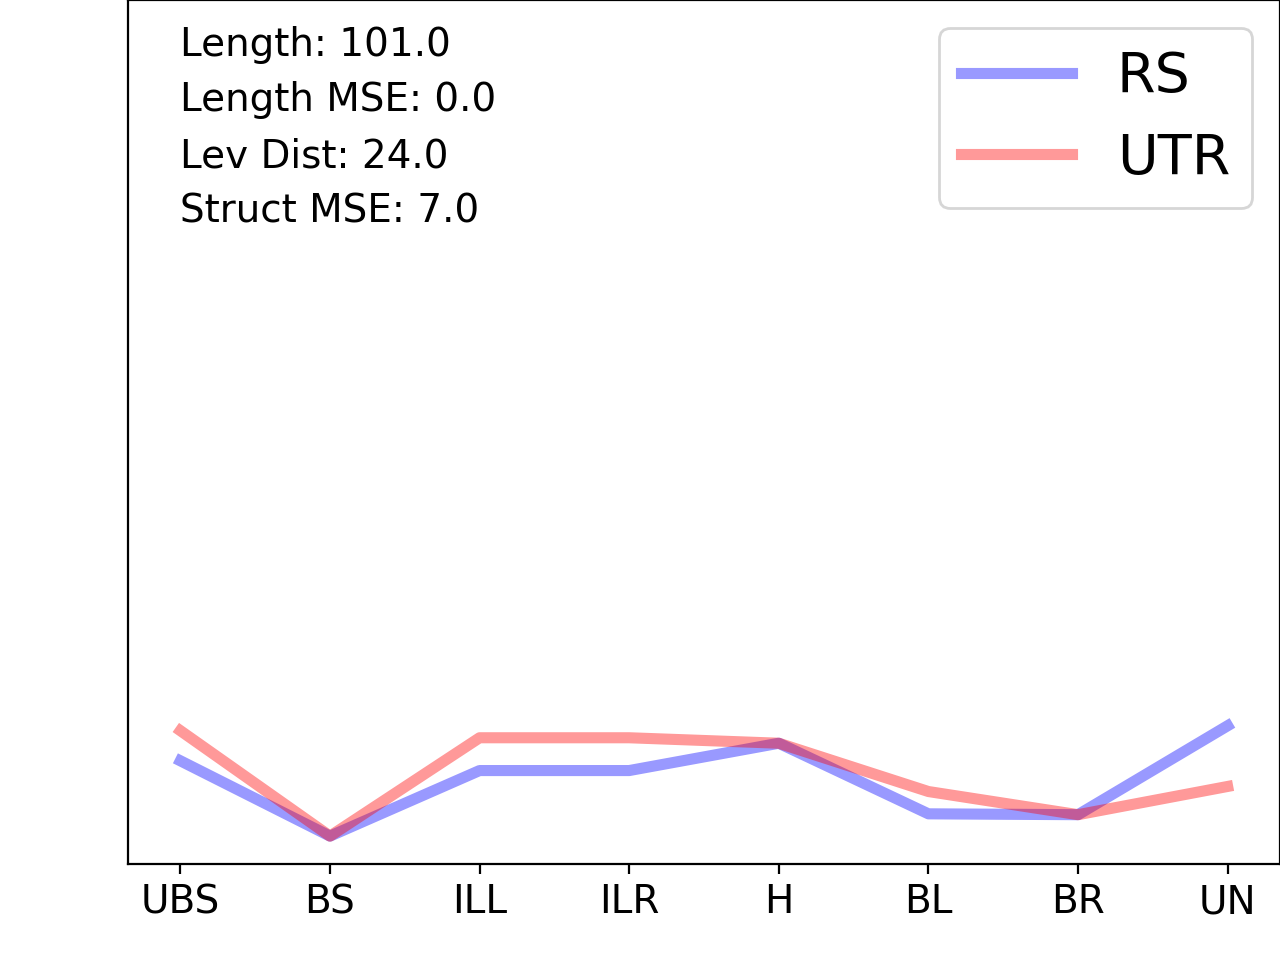 Length: 101.0
Length MSE: 0.0
Lev Dist: 24.0
Struct MSE: 7.0
RS
UTR
UBS BS ILL ILR H BL BR UN